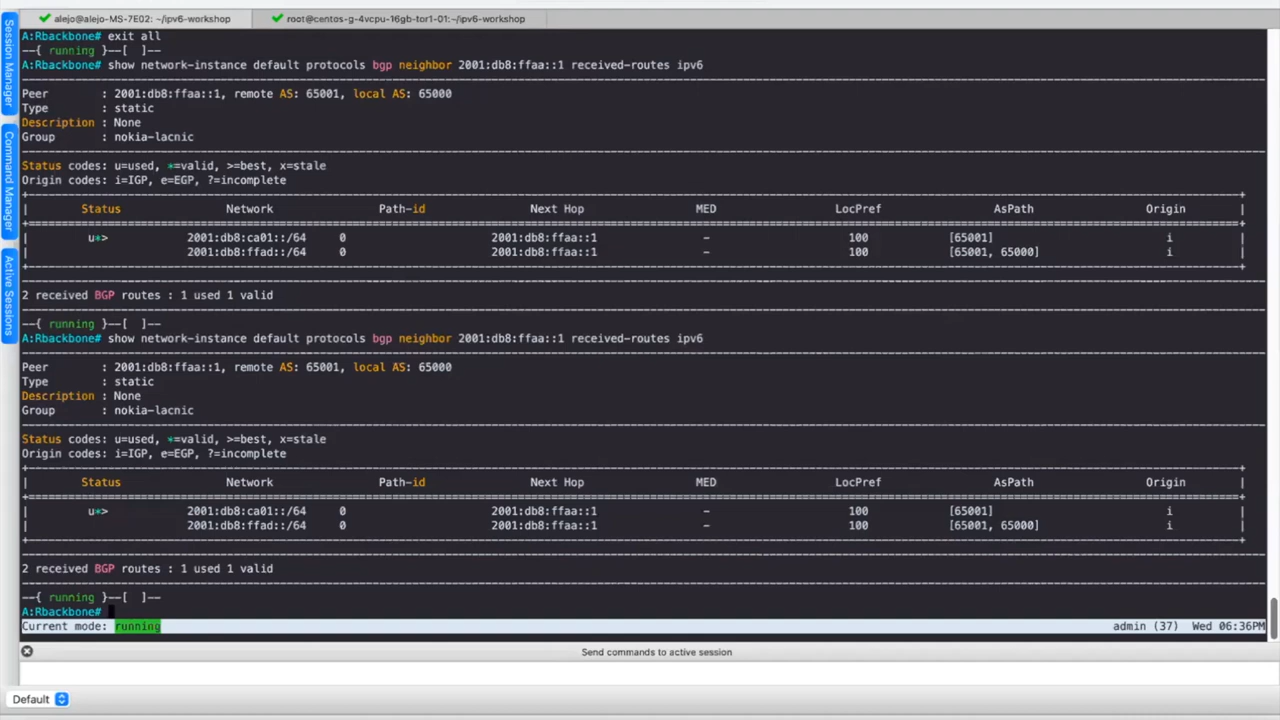 alejo@alejo-MS-7E02: ~/ipv6-workshop
root@centos-g-4vcpu-16gb-tor1-01:~/ipv6-workshop
Session Manager
Command Manager
Active Sessions
A:Rbackbone# exit all
--{ running }--[  ]--
A:Rbackbone# show network-instance default protocols bgp neighbor 2001:db8:ffaa::1 received-routes ipv6
Peer        : 2001:db8:ffaa::1, remote AS: 65001, local AS: 65000
Type        : static
Description : None
Group       : nokia-lacnic
Status codes: u=used, *=valid, >=best, x=stale
Origin codes: i=IGP, e=EGP, ?=incomplete
| Status Network Path-id Next Hop MED LocPref AsPath Origin |
| u*> 2001:db8:ca01::/64 0 2001:db8:ffaa::1 - 100 [65001] i |
| 2001:db8:ffad::/64 0 2001:db8:ffaa::1 - 100 [65001, 65000] i |
2 received BGP routes : 1 used 1 valid
--{ running }--[  ]--
A:Rbackbone# show network-instance default protocols bgp neighbor 2001:db8:ffaa::1 received-routes ipv6
Peer        : 2001:db8:ffaa::1, remote AS: 65001, local AS: 65000
Type        : static
Description : None
Group       : nokia-lacnic
Status codes: u=used, *=valid, >=best, x=stale
Origin codes: i=IGP, e=EGP, ?=incomplete
| Status Network Path-id Next Hop MED LocPref AsPath Origin |
| u*> 2001:db8:ca01::/64 0 2001:db8:ffaa::1 - 100 [65001] i |
| 2001:db8:ffad::/64 0 2001:db8:ffaa::1 - 100 [65001, 65000] i |
2 received BGP routes : 1 used 1 valid
--{ running }--[  ]--
A:Rbackbone#
Current mode: running admin (37) Wed 06:36PM
Send commands to active session
Default